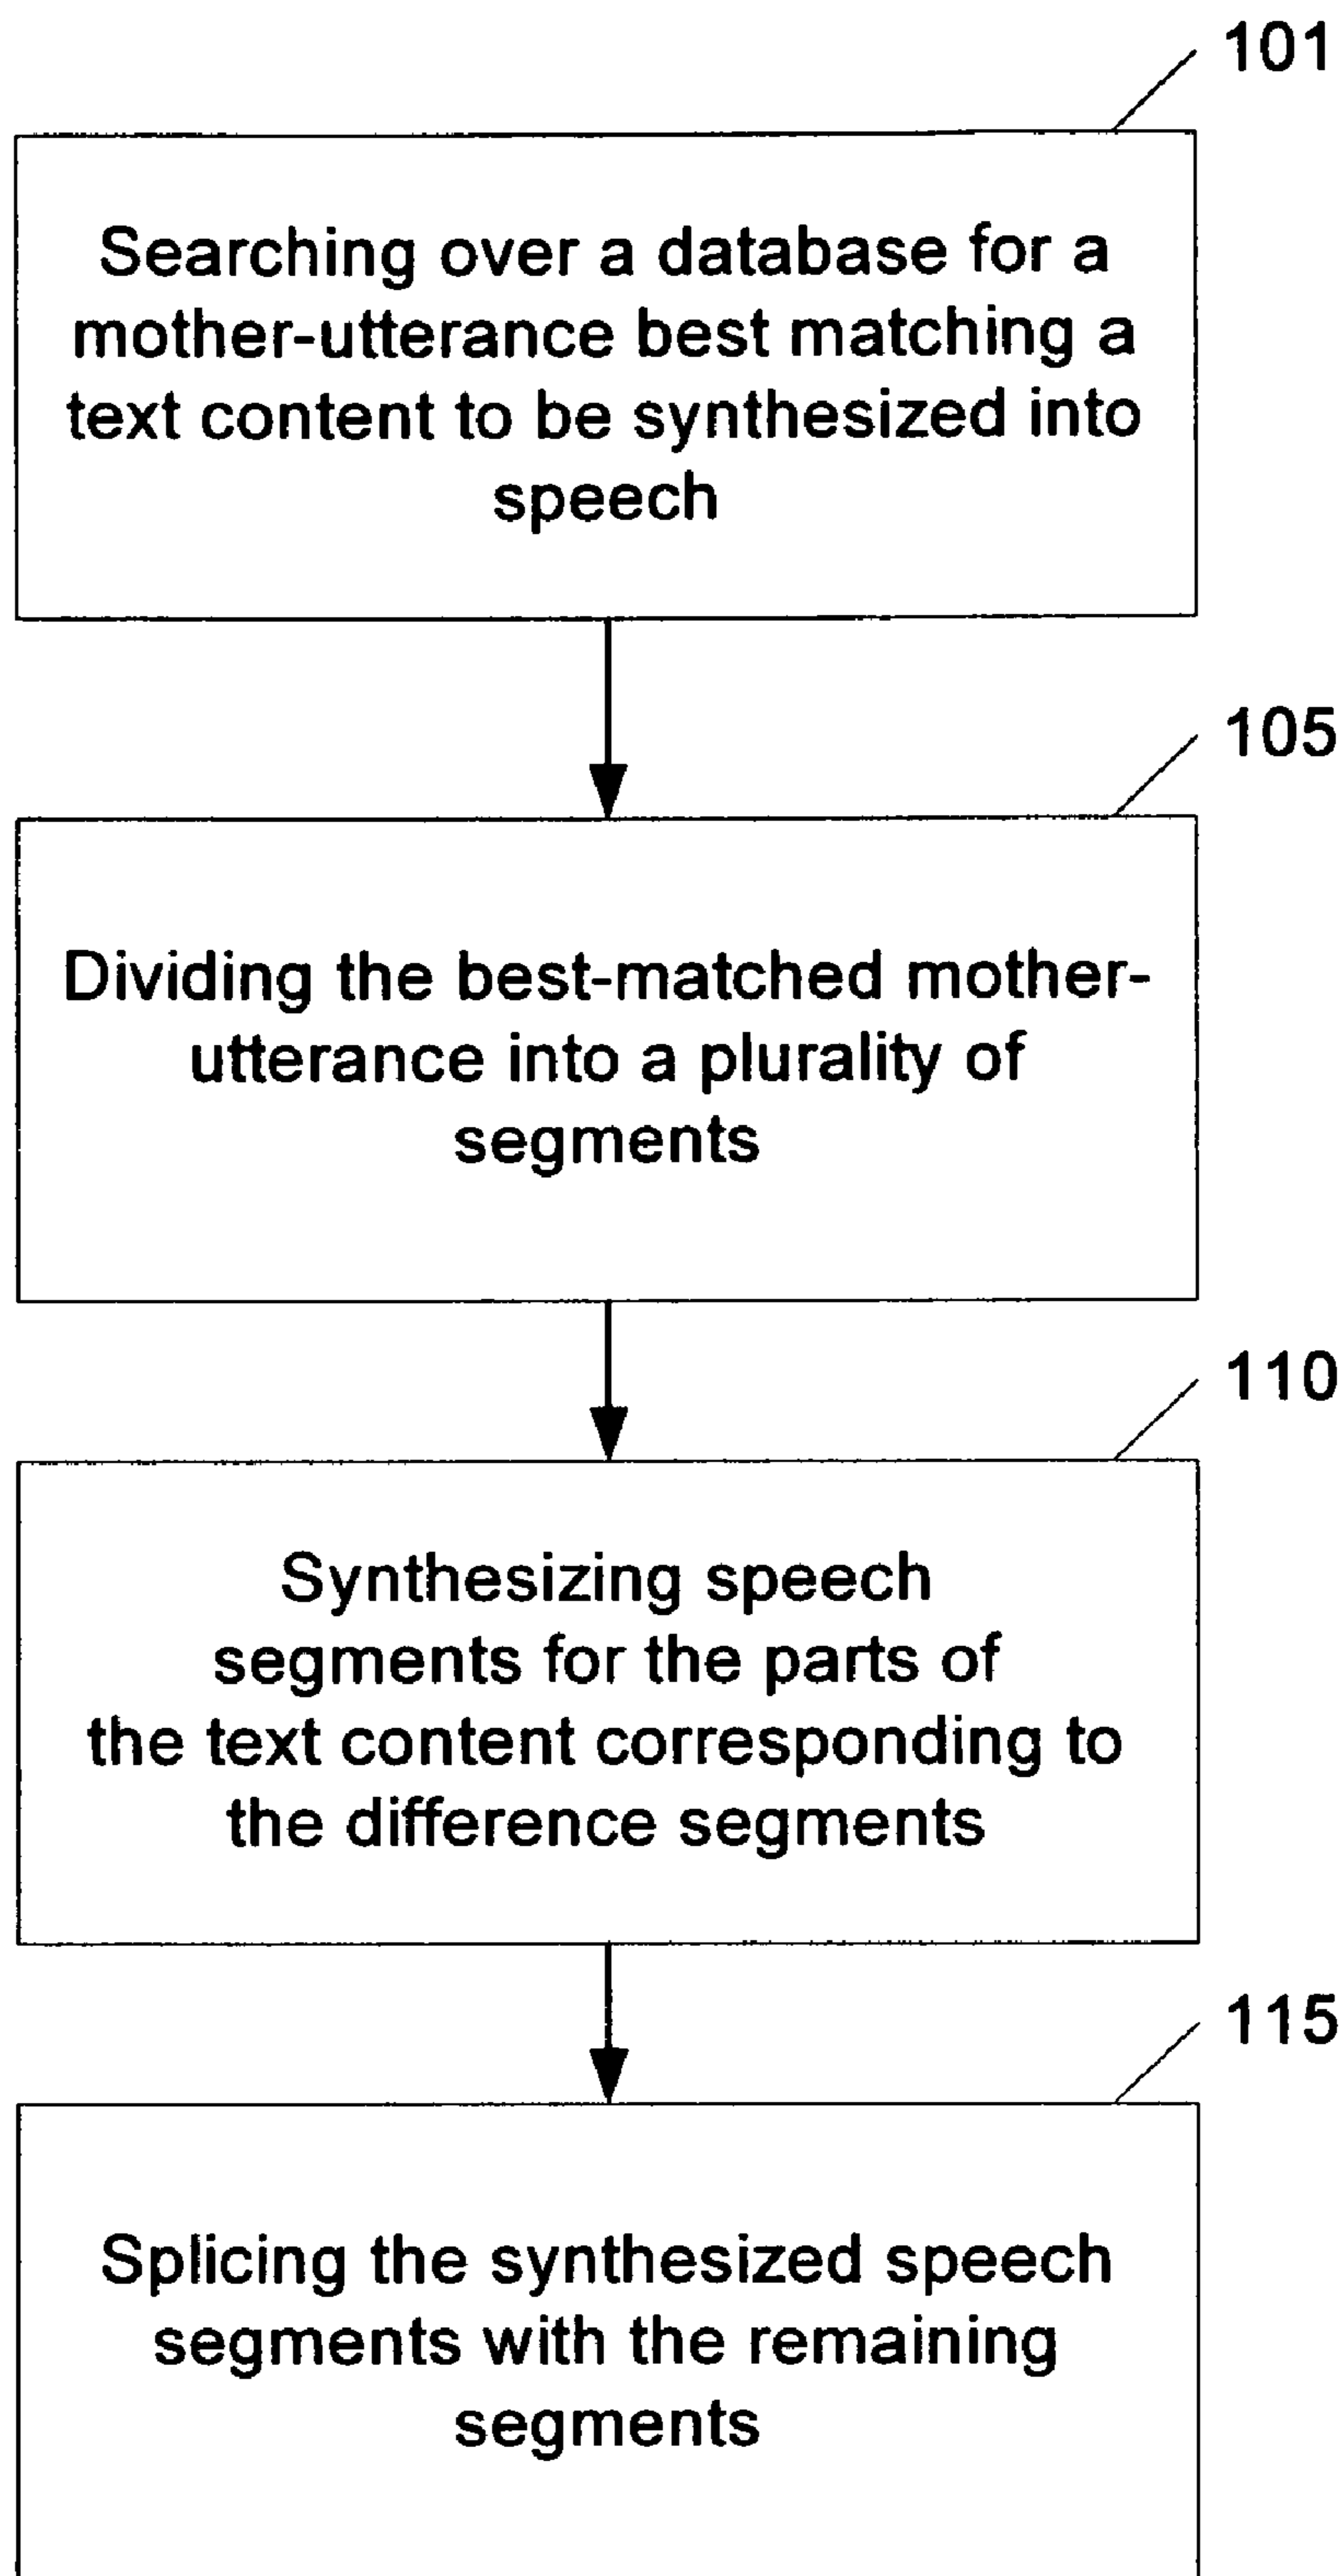 101
Searching over a database for a
mother-utterance best matching a
text content to be synthesized into
speech
105
Dividing the best-matched mother-
utterance into a plurality of
segments
110
Synthesizing speech
segments for the parts of
the text content corresponding to
the difference segments
115
Splicing the synthesized speech
segments with the remaining
segments